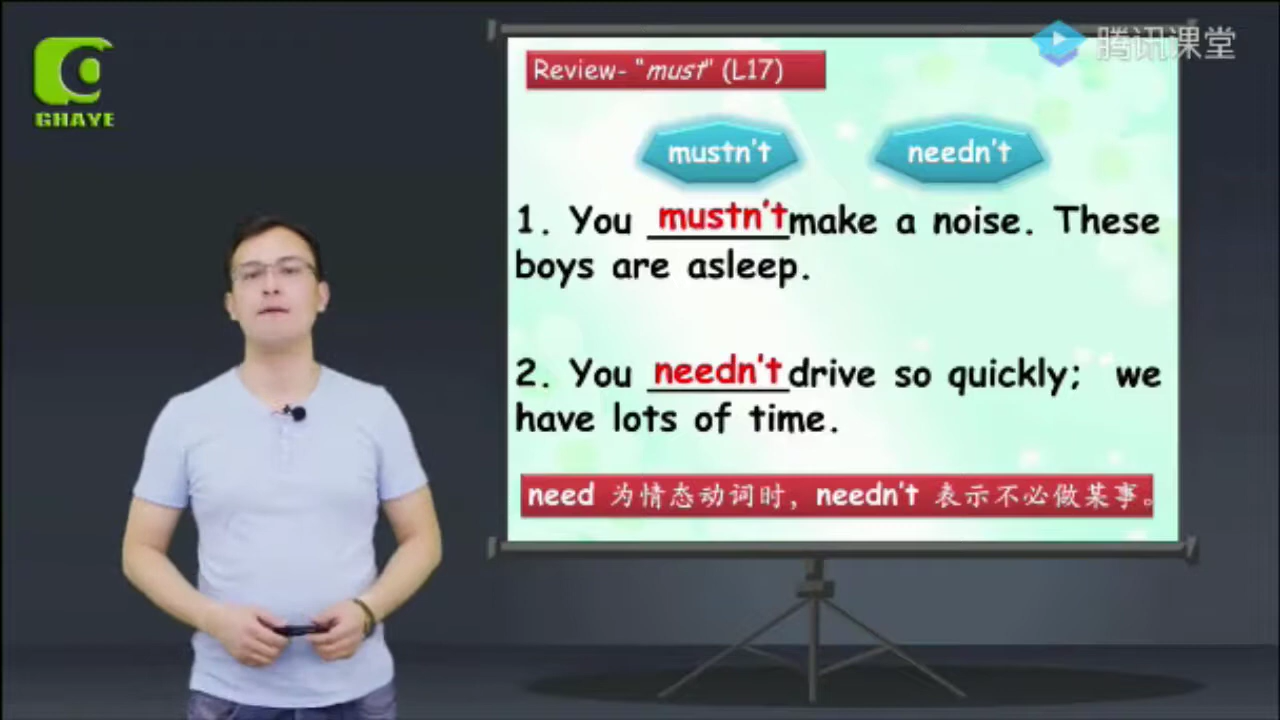 GHAYE
腾讯课堂
Review- "must" (L17)
mustn't needn't
1. You mustn't make a noise. These
boys are asleep.
2. You needn't drive so quickly; we
have lots of time.
need 为情态动词时，needn't 表示不必做某事。